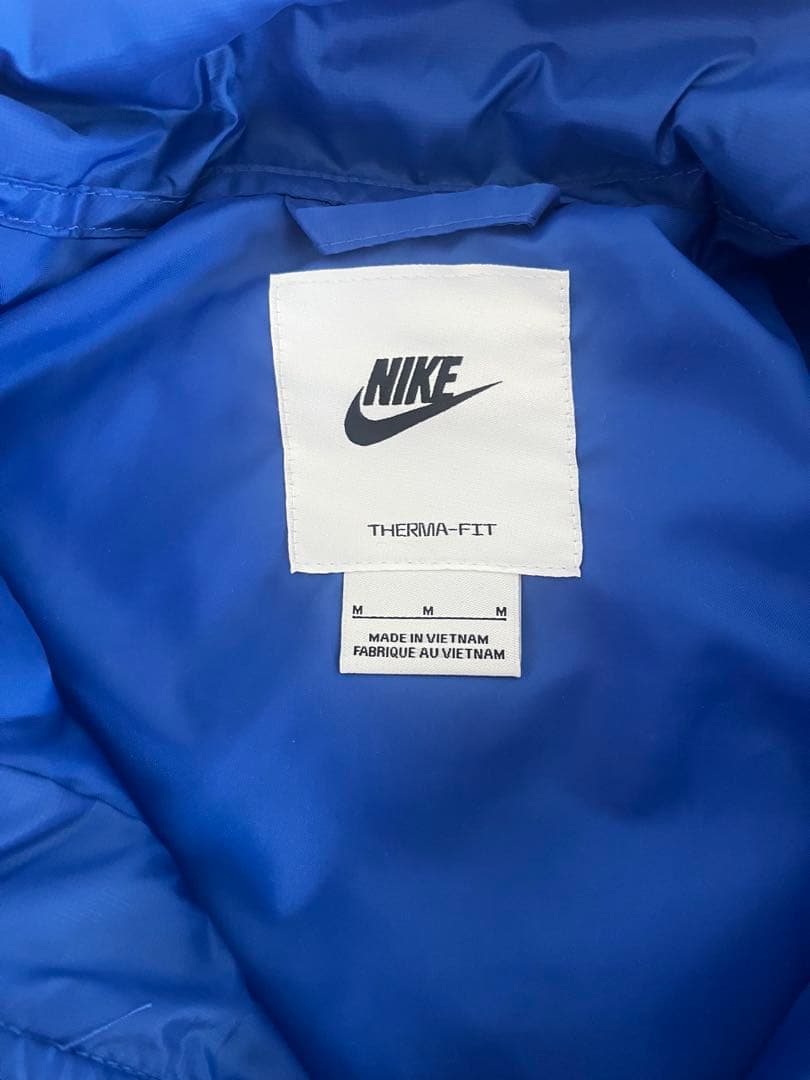 NIKE
THERMA-FIT
M M M
MADE IN VIETNAM
FABRIQUE AU VIETNAM